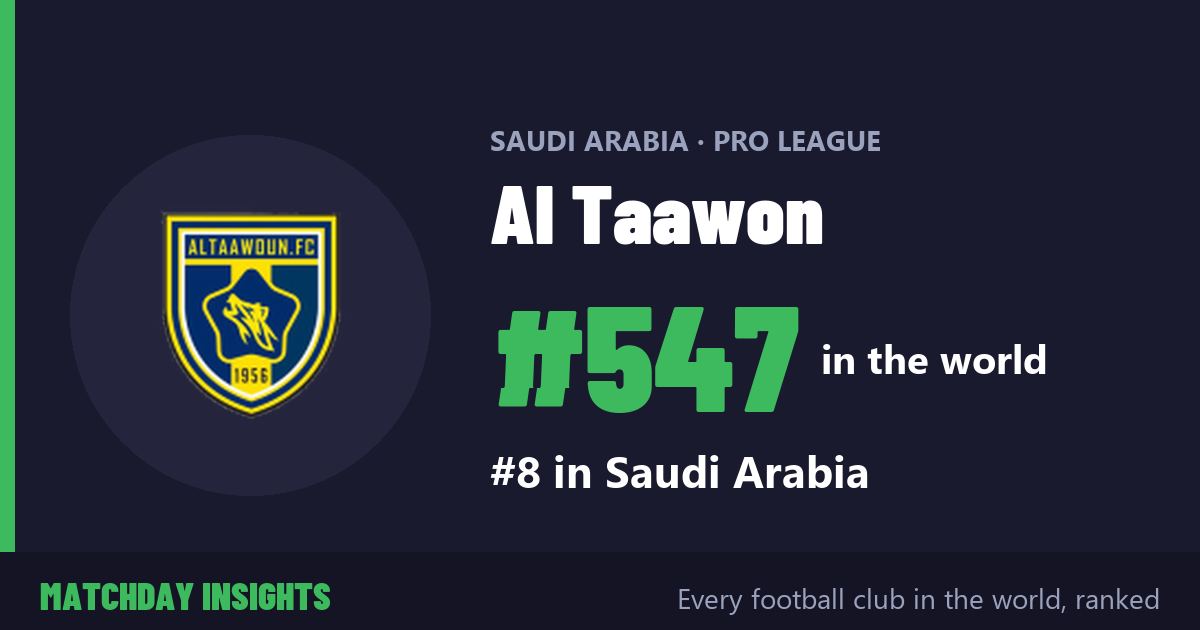 SAUDI ARABIA · PRO LEAGUE
Al Taawon
ALTAAWOUN.FC
1956
#547 in the world
#8 in Saudi Arabia
MATCHDAY INSIGHTS
Every football club in the world, ranked